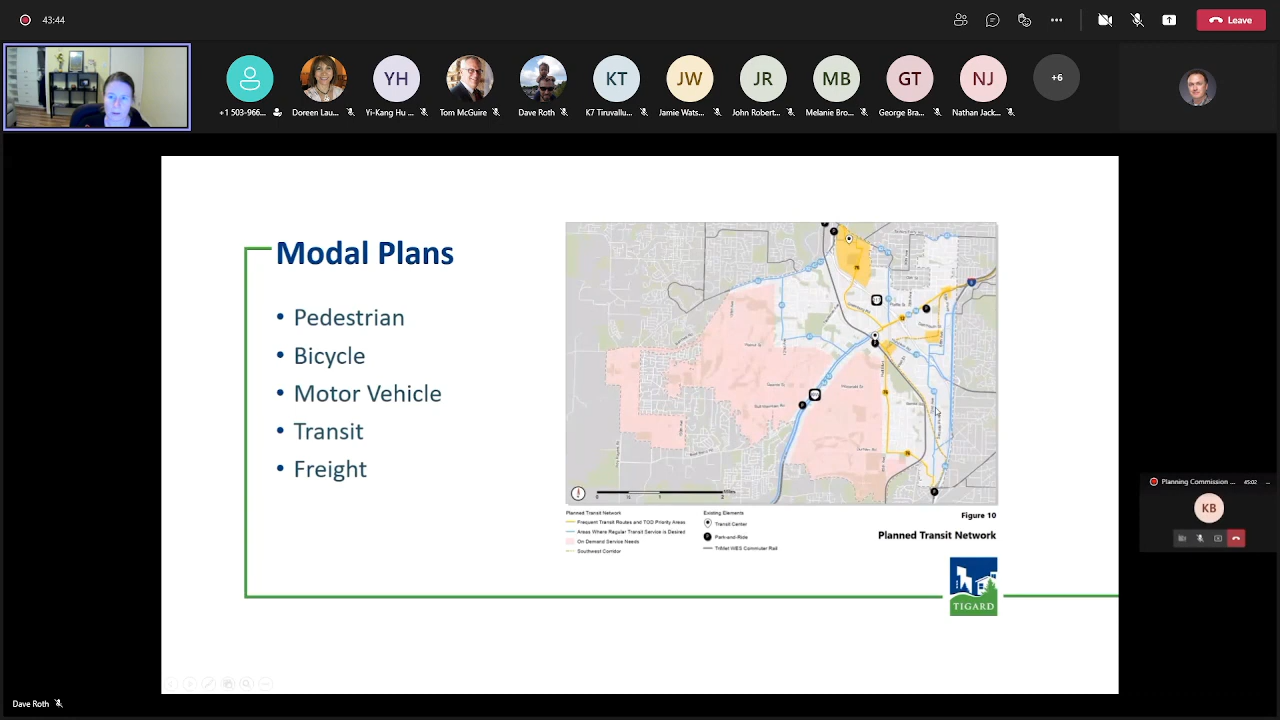 43:44
Leave
YH
KT
JW
JR
MB
GT
NJ
+6
+1 503-966...
Doreen Lau...
Yi-Kang Hu ...
Tom McGuire
Dave Roth
K7 Tiruvallu...
Jamie Wats...
John Robert...
Melanie Bro...
George Bra...
Nathan Jack...
Modal Plans
• Pedestrian
• Bicycle
• Motor Vehicle
• Transit
• Freight
Planned Transit Network
Frequent Transit Routes and TOD Priority Areas
Areas Where Regular Transit Service is Desired
On Demand Service Needs
Southwest Corridor
Existing Elements
Transit Center
Park-and-Ride
TriMet WES Commuter Rail
Figure 10
Planned Transit Network
TIGARD
Planning Commission ...
45:02
KB
Dave Roth